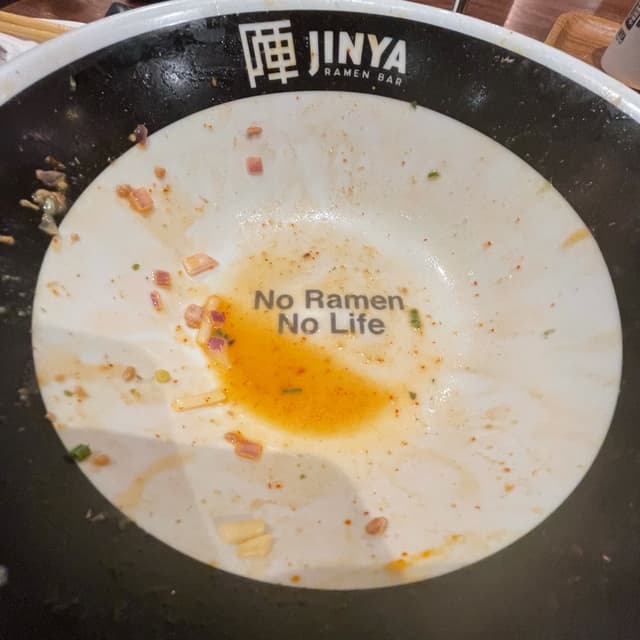 陣 JINYA
RAMEN BAR
No Ramen
No Life